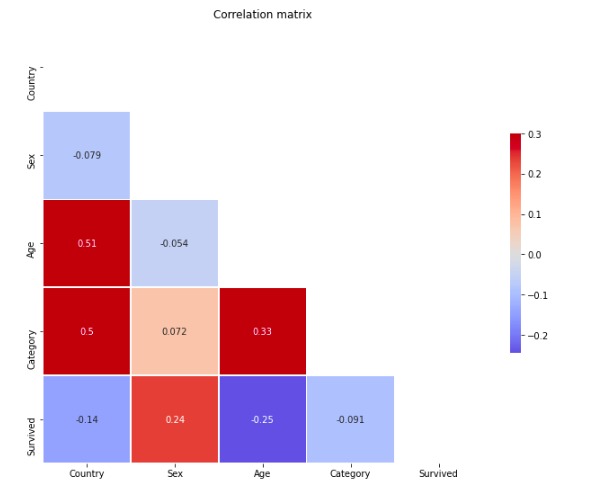 Correlation matrix
Country
Sex
-0.079
Age
0.51 -0.054
Category
0.5 0.072 0.33
Survived
-0.14 0.24 -0.25 -0.091
Country Sex Age Category Survived
0.3
0.2
0.1
0.0
−0.1
−0.2